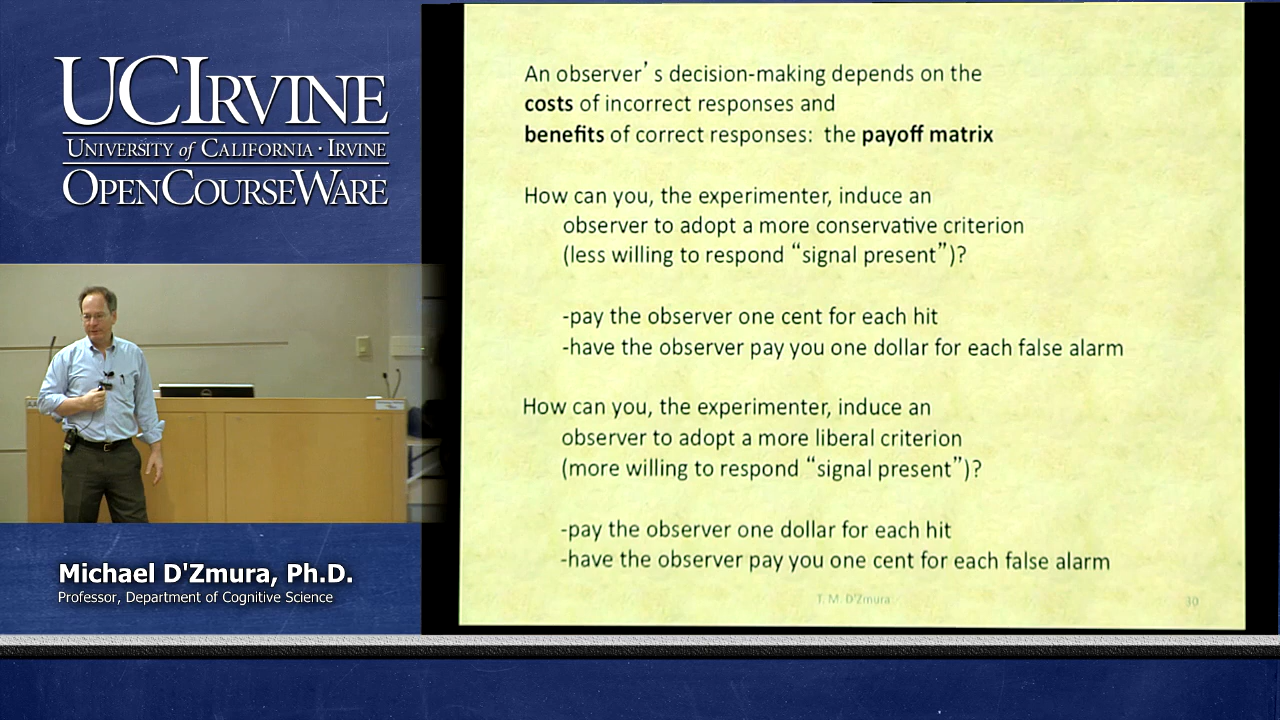 UCIRVINE
UNIVERSITY of CALIFORNIA · IRVINE
OPENCOURSEWARE
An observer’s decision-making depends on the
costs of incorrect responses and
benefits of correct responses: the payoff matrix
How can you, the experimenter, induce an
observer to adopt a more conservative criterion
(less willing to respond “signal present”)?
-pay the observer one cent for each hit
-have the observer pay you one dollar for each false alarm
How can you, the experimenter, induce an
observer to adopt a more liberal criterion
(more willing to respond “signal present”)?
-pay the observer one dollar for each hit
-have the observer pay you one cent for each false alarm
T. M. D'Zmura
30
Michael D'Zmura, Ph.D.
Professor, Department of Cognitive Science